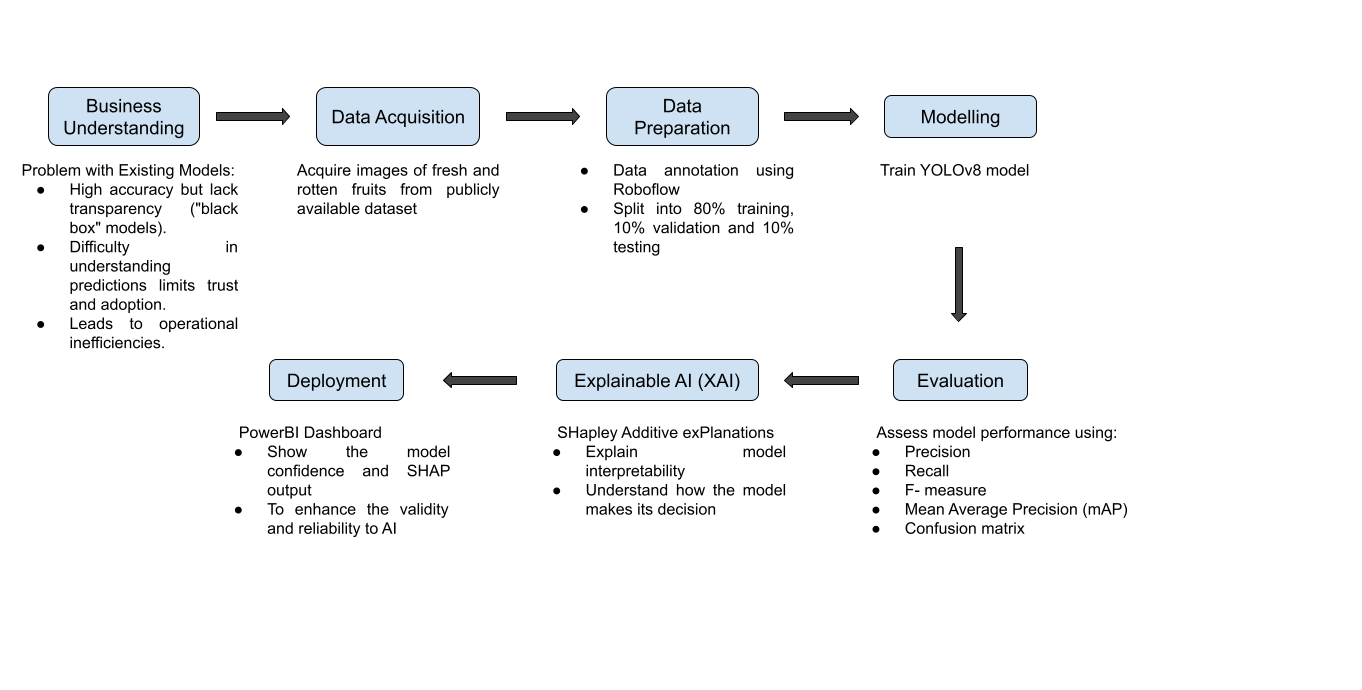 Business
Understanding
Problem with Existing Models:
● High accuracy but lack
transparency ("black
box" models).
● Difficulty in
understanding
predictions limits trust
and adoption.
● Leads to operational
inefficiencies.
Data Acquisition
Acquire images of fresh and
rotten fruits from publicly
available dataset
Data
Preparation
● Data annotation using
Roboflow
● Split into 80% training,
10% validation and 10%
testing
Modelling
Train YOLOv8 model
Evaluation
Assess model performance using:
● Precision
● Recall
● F- measure
● Mean Average Precision (mAP)
● Confusion matrix
Explainable AI (XAI)
SHapley Additive exPlanations
● Explain model
interpretability
● Understand how the model
makes its decision
Deployment
PowerBI Dashboard
● Show the model
confidence and SHAP
output
● To enhance the validity
and reliability to AI